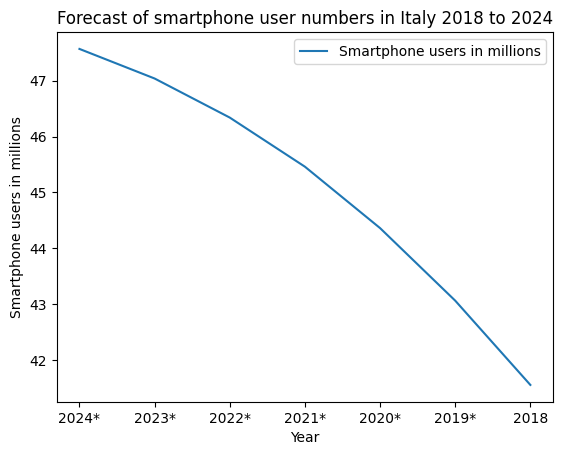 Forecast of smartphone user numbers in Italy 2018 to 2024
Smartphone users in millions
Smartphone users in millions
47
46
45
44
43
42
2024* 2023* 2022* 2021* 2020* 2019* 2018
Year